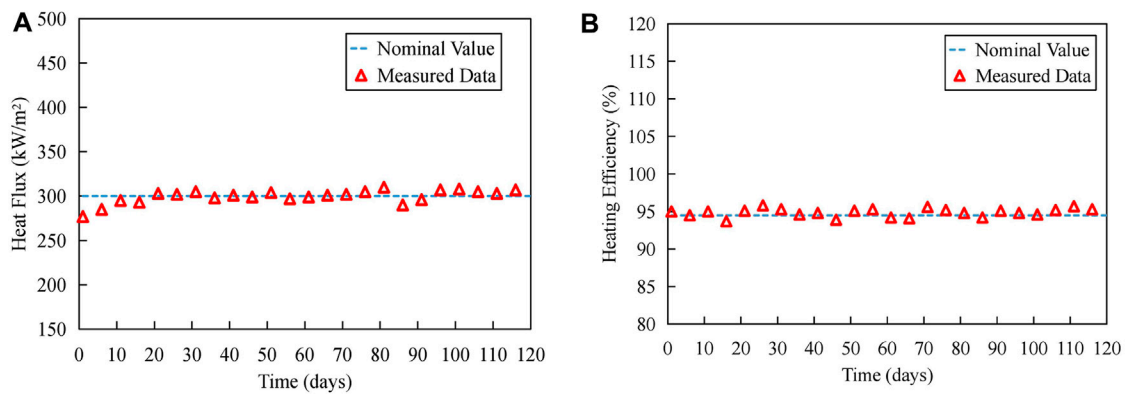 A
500
450
400
350
300
250
200
150
Heat Flux (kW/m²)
Nominal Value
Measured Data
0 10 20 30 40 50 60 70 80 90 100 110 120
Time (days)
B
120
115
110
105
100
95
90
85
80
Heating Efficiency (%)
Nominal Value
Measured Data
0 10 20 30 40 50 60 70 80 90 100 110 120
Time (days)